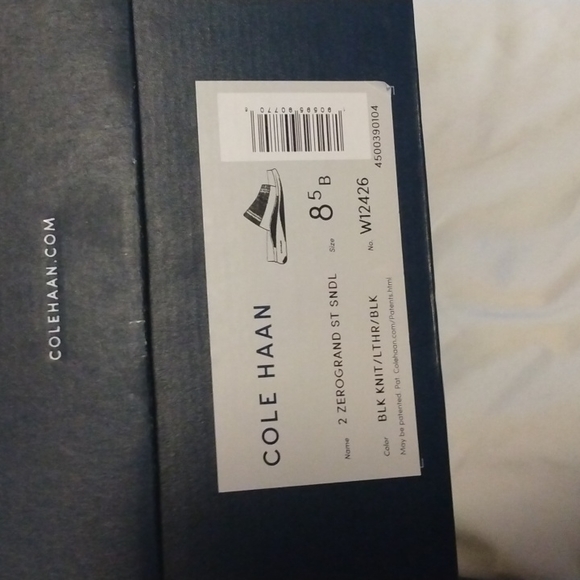 COLEHAAN.COM
COLE HAAN
Name 2 ZEROGRAND ST SNDL
Size 8 5 B
Color BLK KNIT/LTHR/BLK
No. W12426
May be patented Pat. Colehaan.com/Patents.html
4500390104